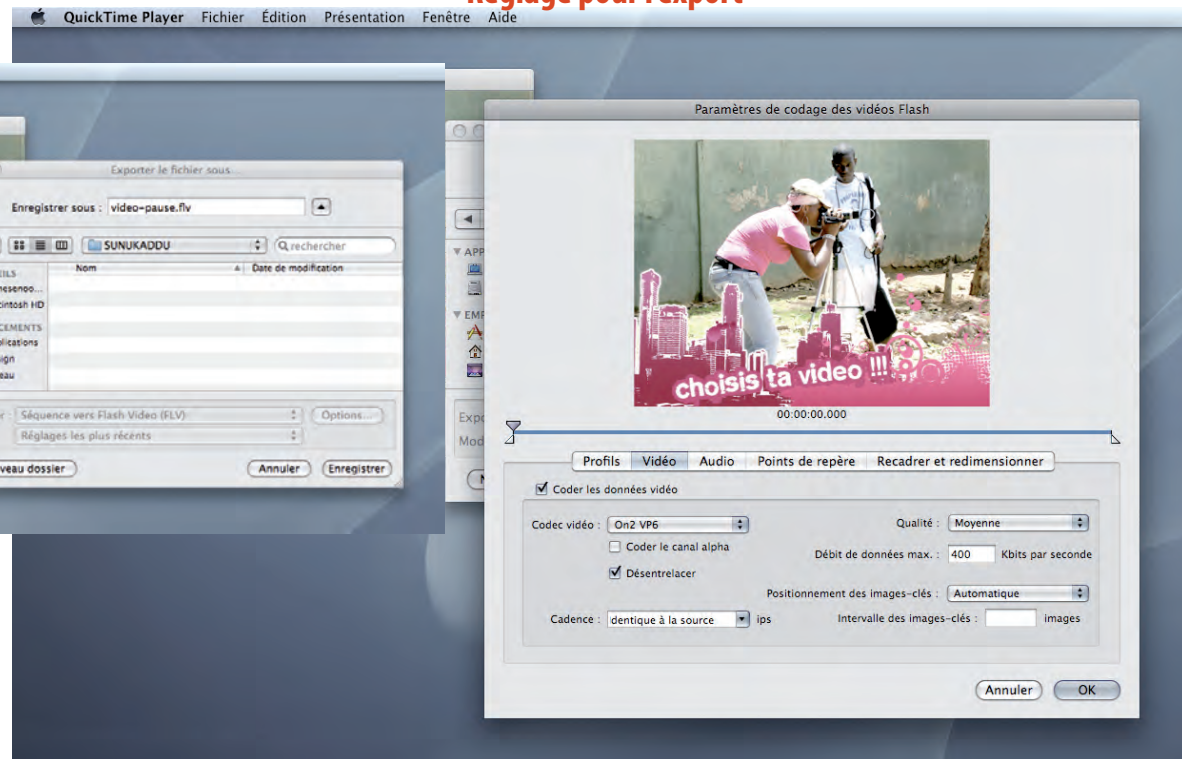 Réglage pour l'export
QuickTime Player Fichier Édition Présentation Fenêtre Aide
Exporter le fichier sous...
Enregistrer sous : video-pause.flv
SUNUKADDU
rechercher
Nom
Date de modification
Séquence vers Flash Video (FLV)
Options...
Réglages les plus récents
dossier
Annuler
Enregistrer
Paramètres de codage des vidéos Flash
choisis ta video !!!
00:00:00.000
Profils Vidéo Audio Points de repère Recadrer et redimensionner
Coder les données vidéo
Codec vidéo : On2 VP6
Qualité : Moyenne
Coder le canal alpha
Débit de données max. : 400 Kbits par seconde
Désentrelacer
Positionnement des images-clés : Automatique
Cadence : dentique à la source ips
Intervalle des images-clés : images
Annuler
OK